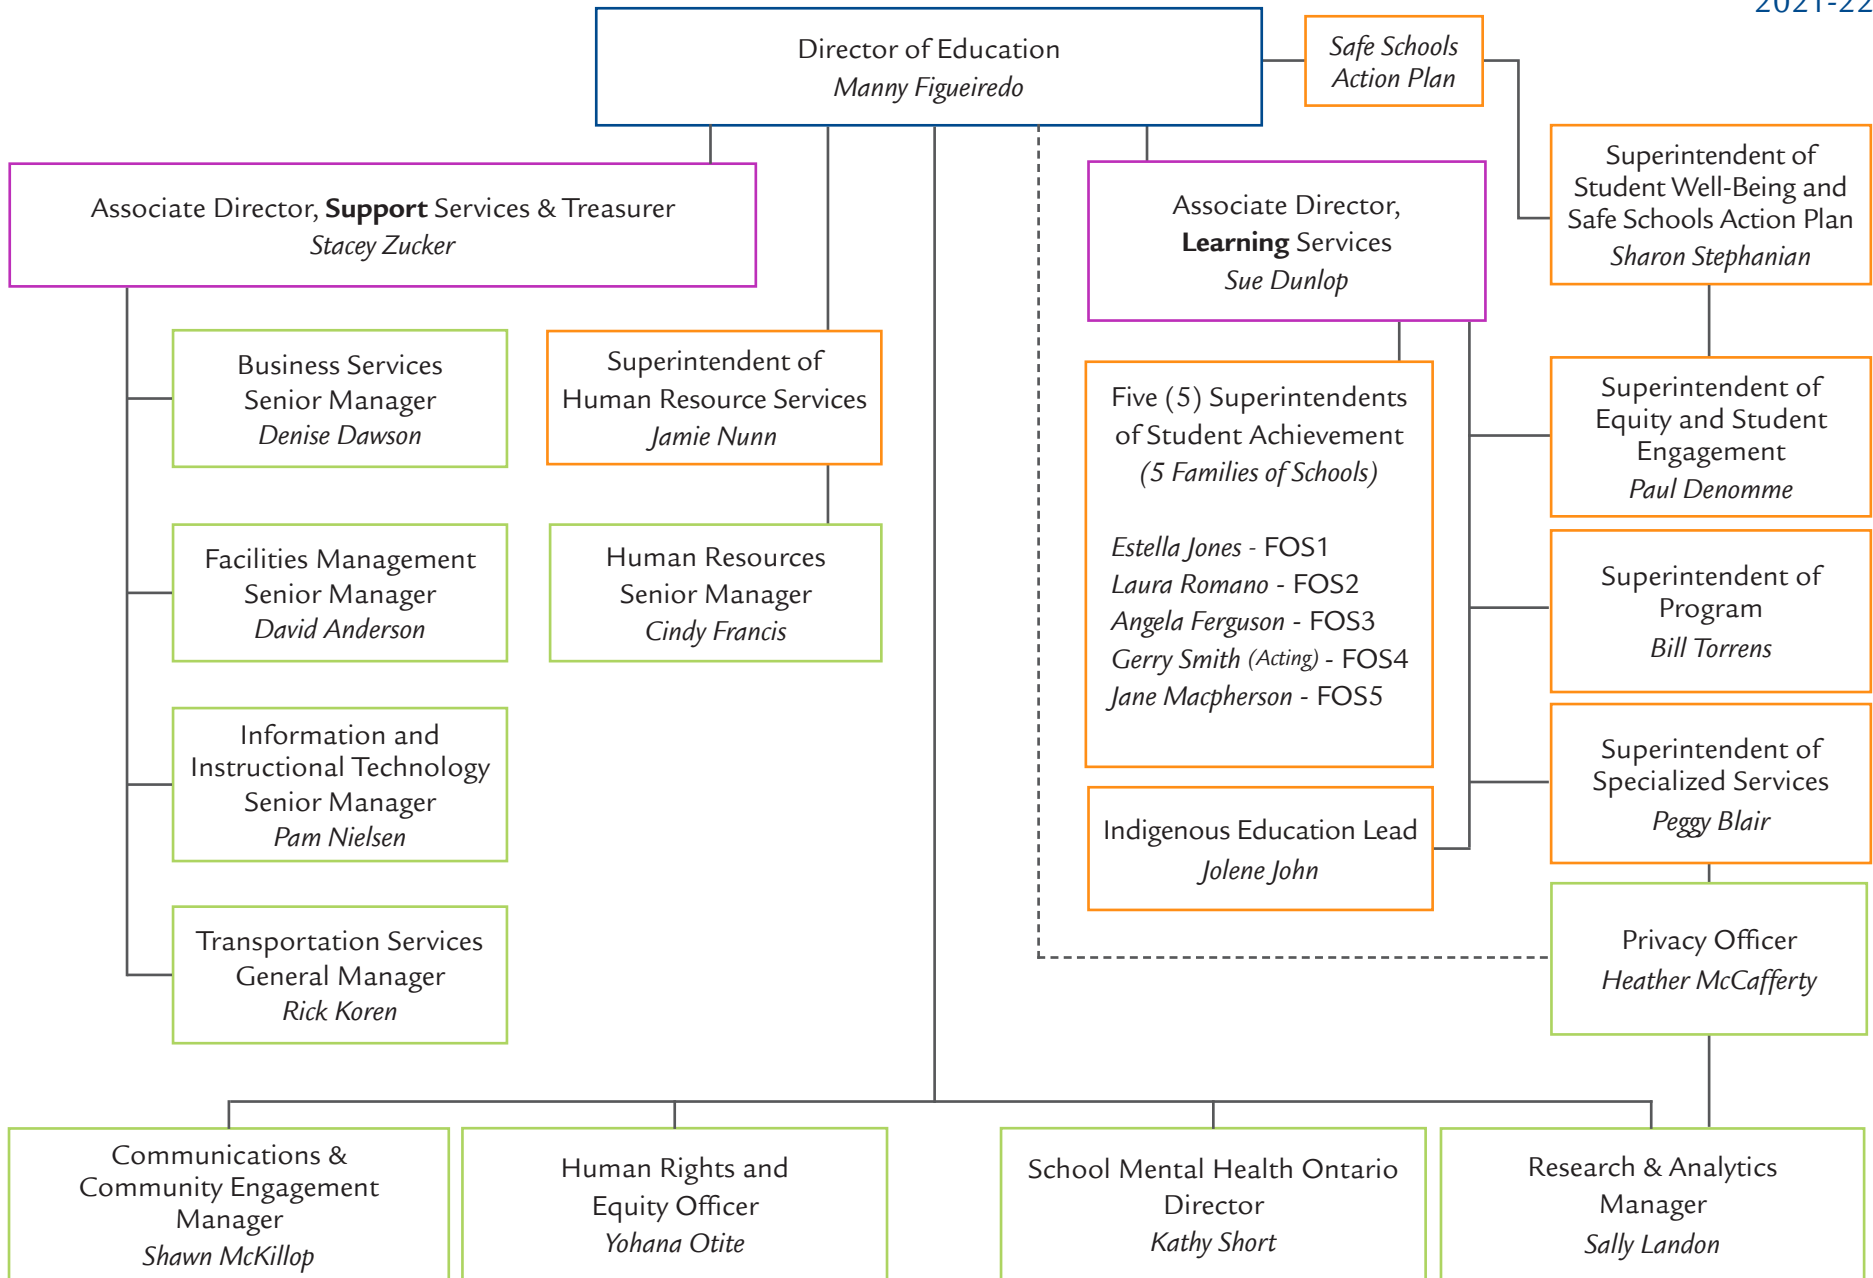 2021-22
Director of Education
Manny Figueiredo
Safe Schools
Action Plan
Superintendent of
Student Well-Being and
Safe Schools Action Plan
Sharon Stephanian
Associate Director, Support Services & Treasurer
Stacey Zucker
Associate Director,
Learning Services
Sue Dunlop
Business Services
Senior Manager
Denise Dawson
Superintendent of
Human Resource Services
Jamie Nunn
Five (5) Superintendents
of Student Achievement
(5 Families of Schools)
Estella Jones - FOS1
Laura Romano - FOS2
Angela Ferguson - FOS3
Gerry Smith (Acting) - FOS4
Jane Macpherson - FOS5
Superintendent of
Equity and Student
Engagement
Paul Denomme
Facilities Management
Senior Manager
David Anderson
Human Resources
Senior Manager
Cindy Francis
Superintendent of
Program
Bill Torrens
Information and
Instructional Technology
Senior Manager
Pam Nielsen
Superintendent of
Specialized Services
Peggy Blair
Indigenous Education Lead
Jolene John
Transportation Services
General Manager
Rick Koren
Privacy Officer
Heather McCafferty
Communications &
Community Engagement
Manager
Shawn McKillop
Human Rights and
Equity Officer
Yohana Otite
School Mental Health Ontario
Director
Kathy Short
Research & Analytics
Manager
Sally Landon